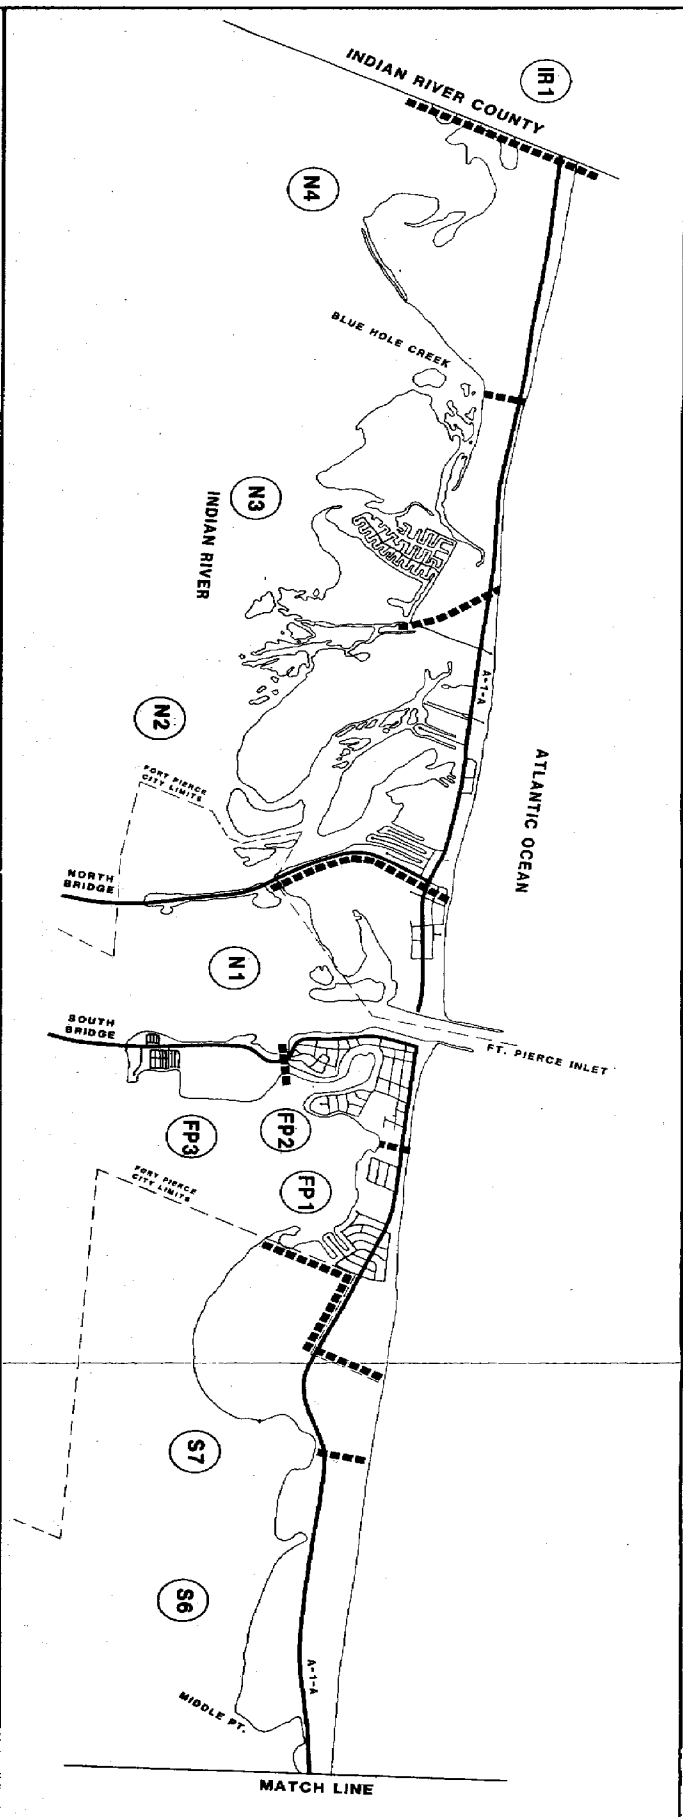 IR1
INDIAN RIVER COUNTY
N4
BLUE HOLE CREEK
N3
INDIAN RIVER
A-1-A
N2
ATLANTIC OCEAN
FORT PIERCE
CITY LIMITS
NORTH
BRIDGE
N1
SOUTH
BRIDGE
FT. PIERCE INLET
FP2
FP3
FORT PIERCE
CITY LIMITS
FP1
S7
S6
A-1-A
MIDDLE PT.
MATCH LINE